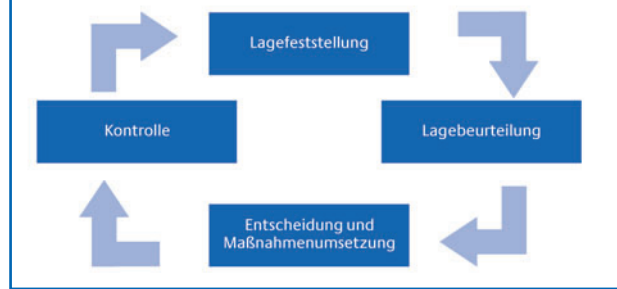 Lagefeststellung
Lagebeurteilung
Entscheidung und
Maßnahmenumsetzung
Kontrolle